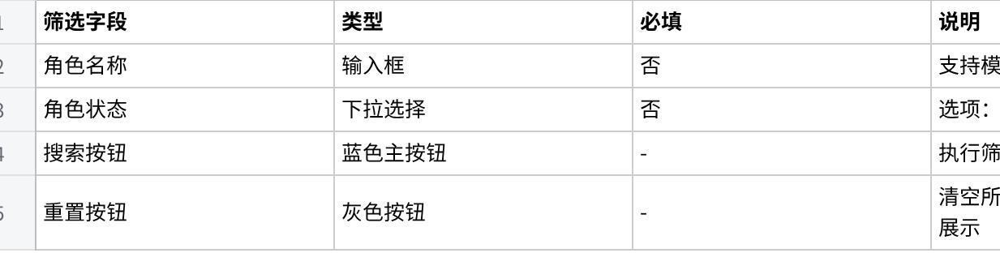 筛选字段 类型 必填 说明
2 角色名称 输入框 否 支持模
3 角色状态 下拉选择 否 选项：
4 搜索按钮 蓝色主按钮 - 执行筛
5 重置按钮 灰色按钮 - 清空所
展示